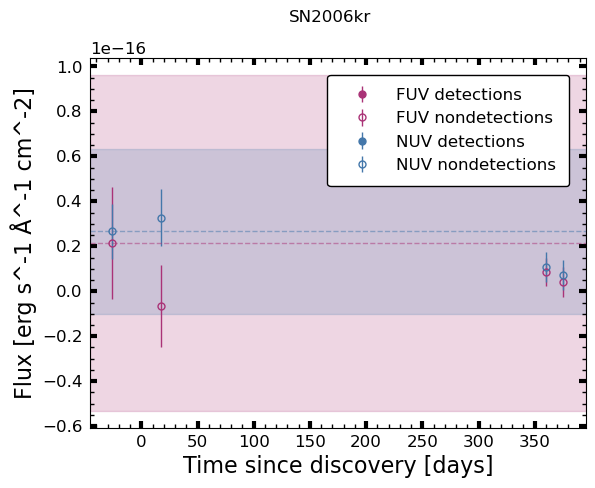 SN2006kr
1e−16
1.0
0.8
0.6
0.4
0.2
0.0
−0.2
−0.4
−0.6
Flux [erg s^-1 Å^-1 cm^-2]
FUV detections
FUV nondetections
NUV detections
NUV nondetections
0 50 100 150 200 250 300 350
Time since discovery [days]